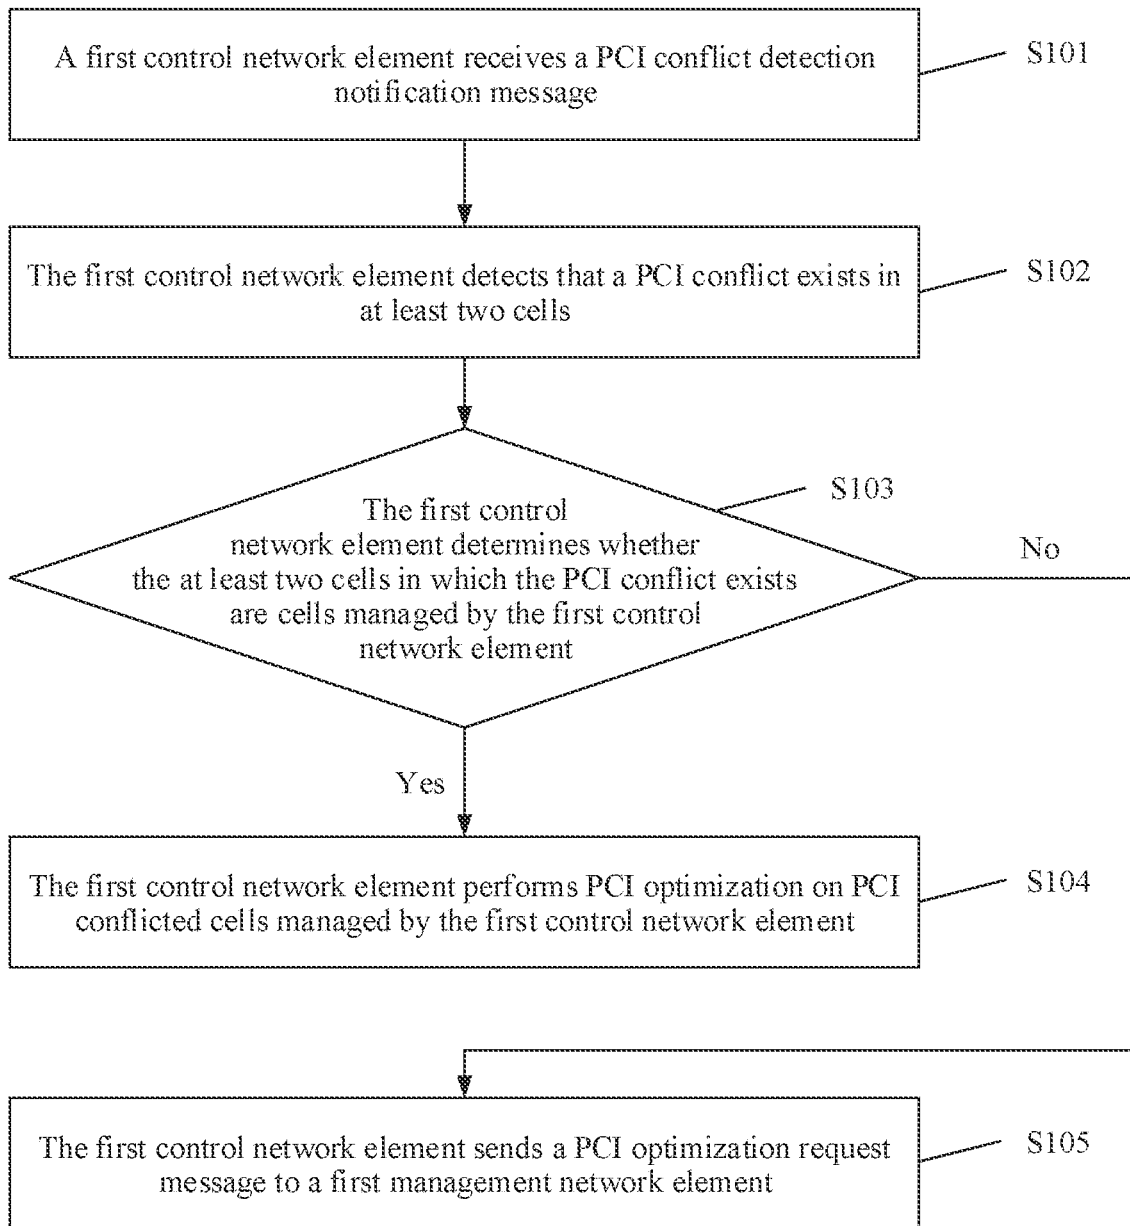 A first control network element receives a PCI conflict detection
notification message
S101
The first control network element detects that a PCI conflict exists in
at least two cells
S102
The first control
network element determines whether
the at least two cells in which the PCI conflict exists
are cells managed by the first control
network element
S103
No
Yes
The first control network element performs PCI optimization on PCI
conflicted cells managed by the first control network element
S104
The first control network element sends a PCI optimization request
message to a first management network element
S105